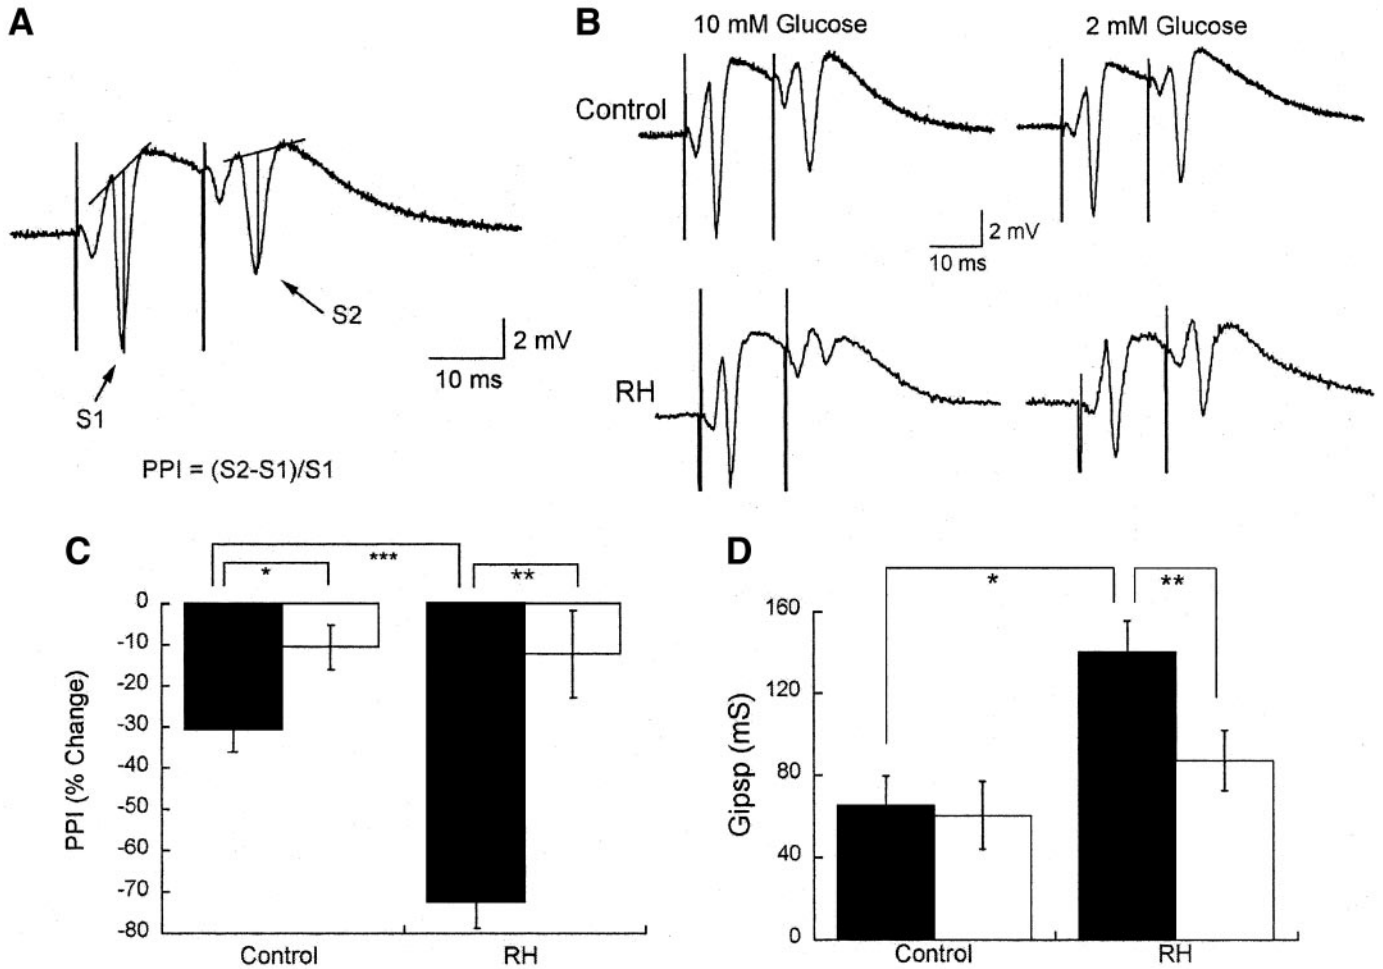 A
S1
S2
2 mV
10 ms
PPI = (S2-S1)/S1
B
10 mM Glucose
2 mM Glucose
Control
2 mV
10 ms
RH
C
***
*
**
0
-10
-20
-30
-40
-50
-60
-70
-80
PPI (% Change)
Control
RH
D
*
**
160
120
80
40
0
Gipsp (mS)
Control
RH